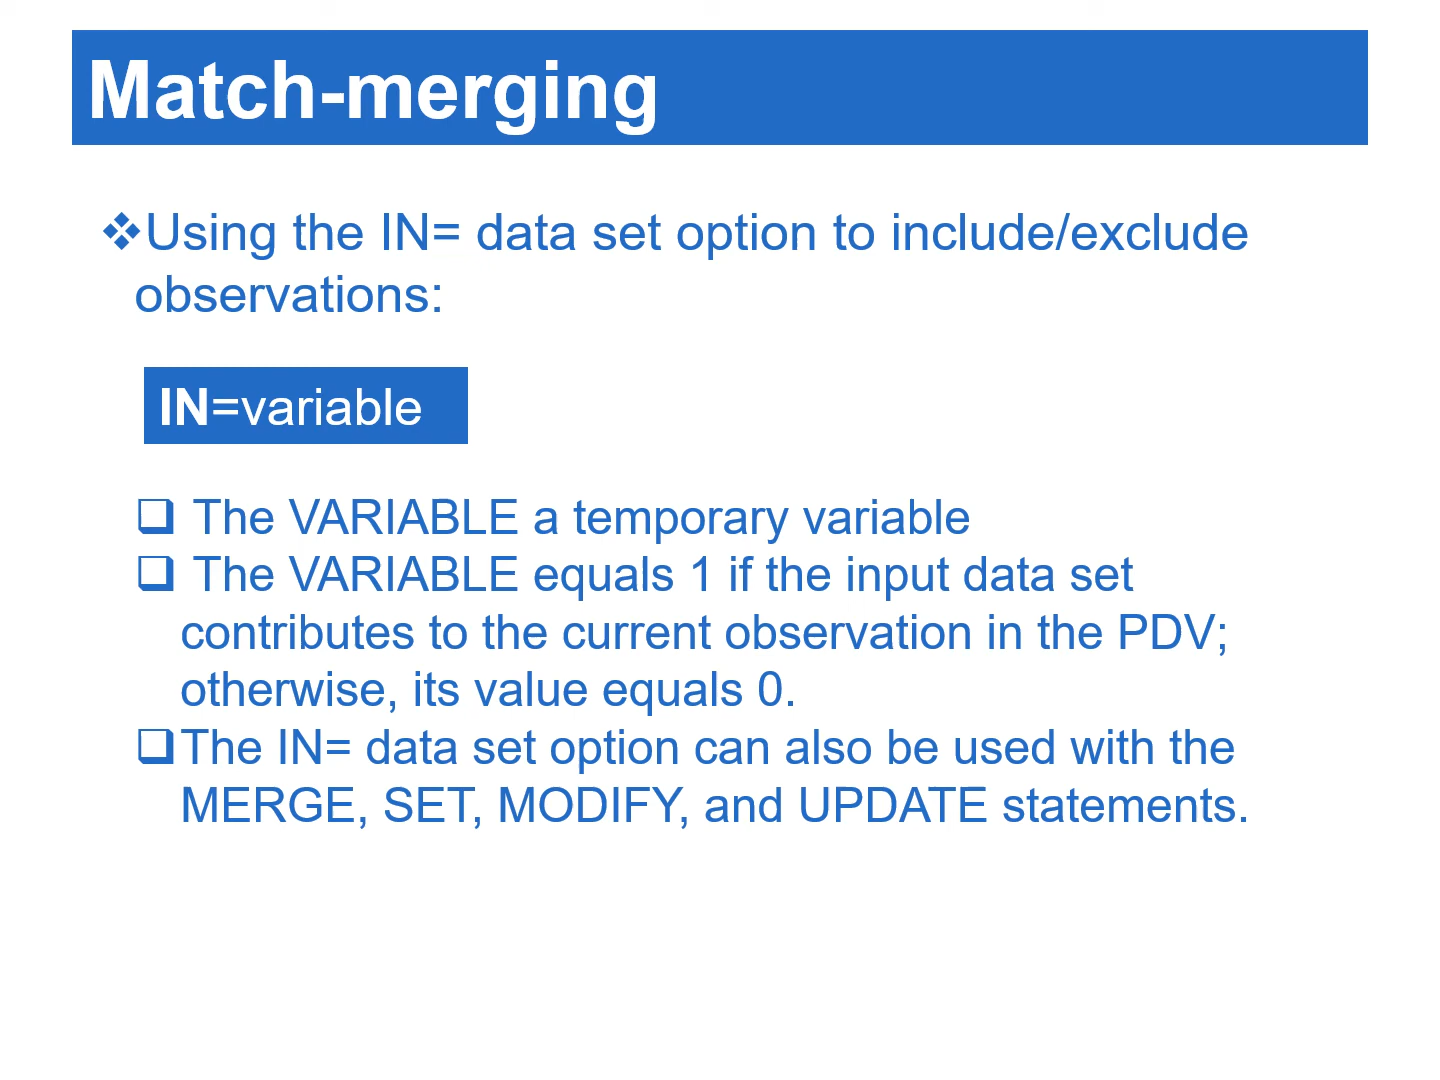 Match-merging
❖Using the IN= data set option to include/exclude
observations:
IN=variable
❑ The VARIABLE a temporary variable
❑ The VARIABLE equals 1 if the input data set
contributes to the current observation in the PDV;
otherwise, its value equals 0.
❑The IN= data set option can also be used with the
MERGE, SET, MODIFY, and UPDATE statements.